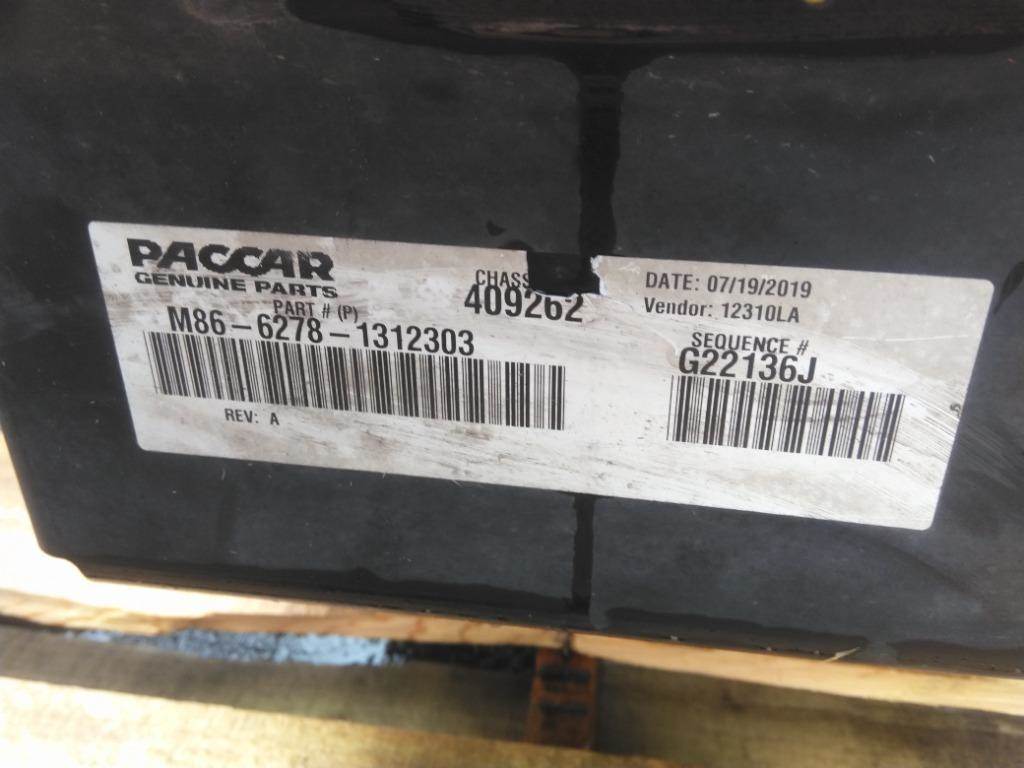 PACCAR
GENUINE PARTS
PART # (P)
M86-6278-1312303
REV: A
409262
DATE: 07/19/2019
Vendor: 12310LA
SEQUENCE #
G22136J